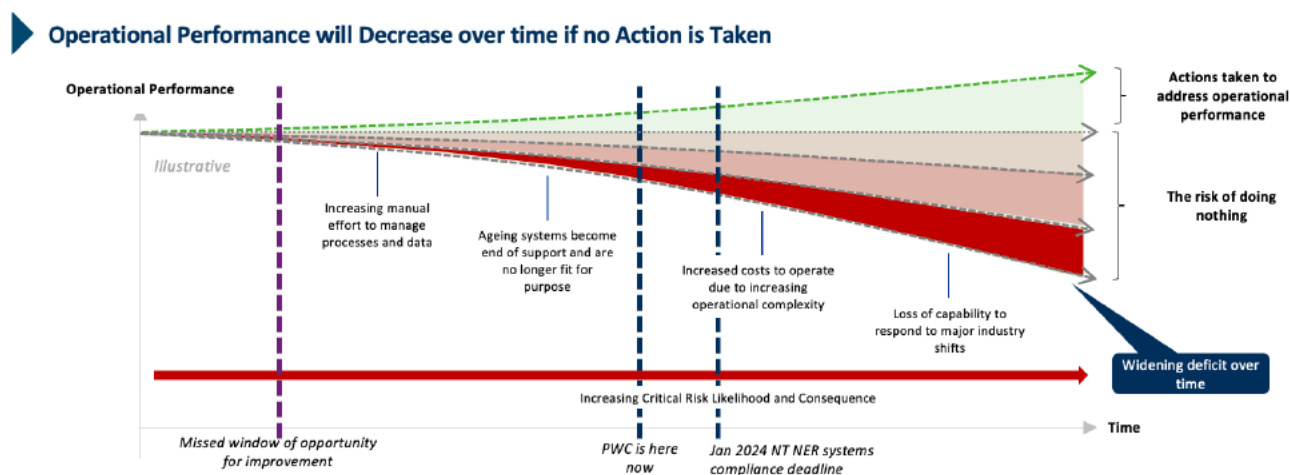 Operational Performance will Decrease over time if no Action is Taken
Operational Performance
Illustrative
Actions taken to
address operational
performance
The risk of doing
nothing
Increasing manual
effort to manage
processes and data
Ageing systems become
end of support and are
no longer fit for
purpose
Increased costs to operate
due to increasing
operational complexity
Loss of capability to
respond to major industry
shifts
Widening deficit over
time
Increasing Critical Risk Likelihood and Consequence
Time
Missed window of opportunity
for improvement
PWC is here
now
Jan 2024 NT NER systems
compliance deadline